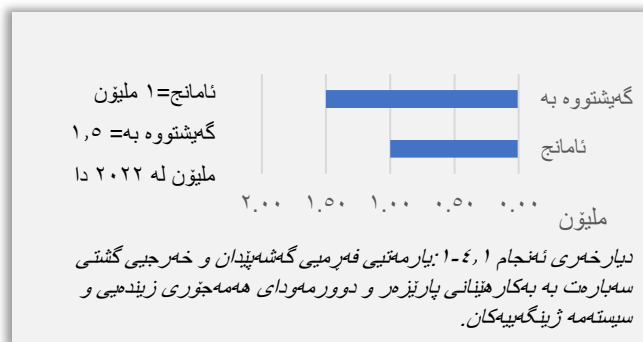 ئامانج=١ ملیۆن
گەیشتووە بە= ١,٥
ملیۆن لە ٢٠٢٢ دا
گەیشتووە بە
ئامانج
٢.٠٠ ١.٥٠ ١.٠٠ ٠.٥٠ ٠.٠٠
ملیۆن
دیارخەری ئەنجام ١-٤,١:یارمەتیی فەڕمیی گەشەپێدان و خەرجیی گشتی
سەبارەت بە بەکارهێنانی پارێزەر و دوورمەودای هەمەجۆری زیندەیی و
سیستەمە ژینگەییەکان.